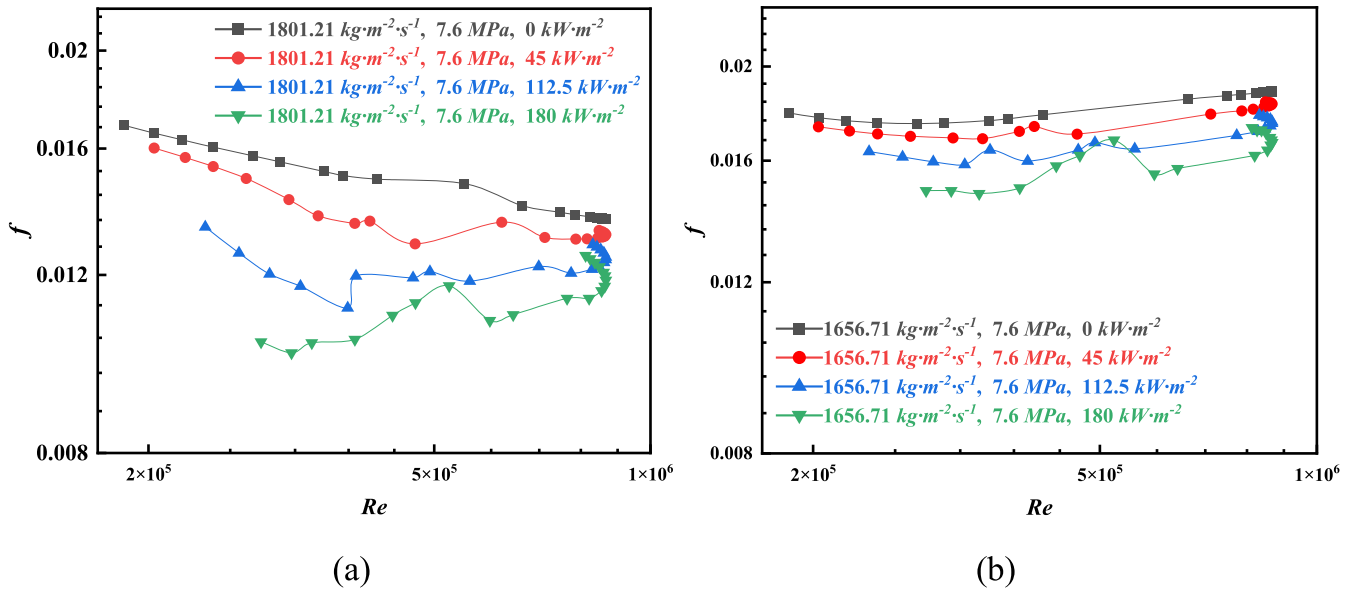 1801.21 kg·m⁻²·s⁻¹, 7.6 MPa, 0 kW·m⁻²
1801.21 kg·m⁻²·s⁻¹, 7.6 MPa, 45 kW·m⁻²
1801.21 kg·m⁻²·s⁻¹, 7.6 MPa, 112.5 kW·m⁻²
1801.21 kg·m⁻²·s⁻¹, 7.6 MPa, 180 kW·m⁻²
0.02
0.016
0.012
0.008
f
2×10⁵
5×10⁵
1×10⁶
Re
(a)
0.02
0.016
0.012
0.008
f
1656.71 kg·m⁻²·s⁻¹, 7.6 MPa, 0 kW·m⁻²
1656.71 kg·m⁻²·s⁻¹, 7.6 MPa, 45 kW·m⁻²
1656.71 kg·m⁻²·s⁻¹, 7.6 MPa, 112.5 kW·m⁻²
1656.71 kg·m⁻²·s⁻¹, 7.6 MPa, 180 kW·m⁻²
2×10⁵
5×10⁵
1×10⁶
Re
(b)